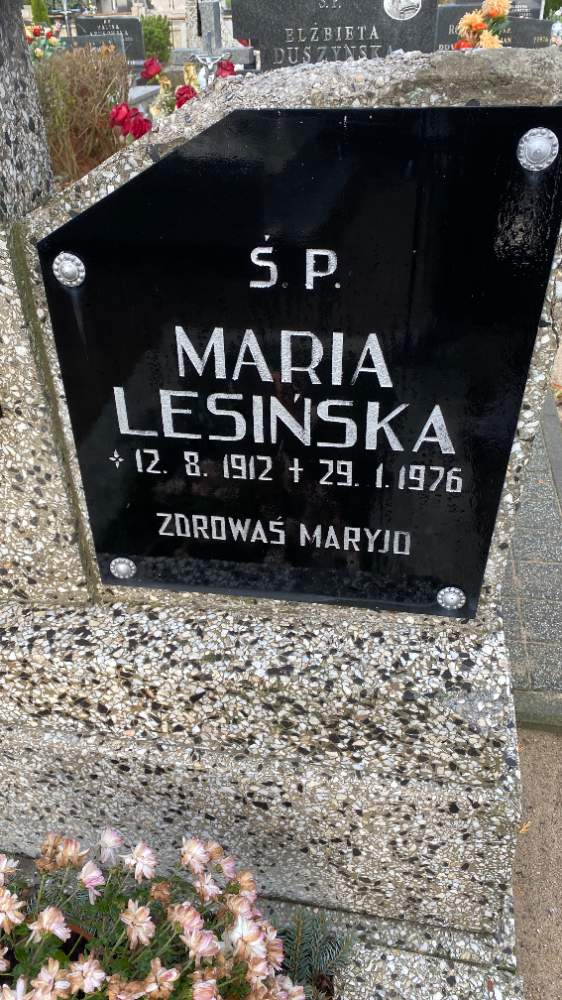 Ś.P.
ELŻBIETA
DUSZYŃSKA
Ś. P.
MARIA
LESIŃSKA
* 12. 8. 1912 ✝ 29. 1. 1976
ZDROWAŚ MARYJO